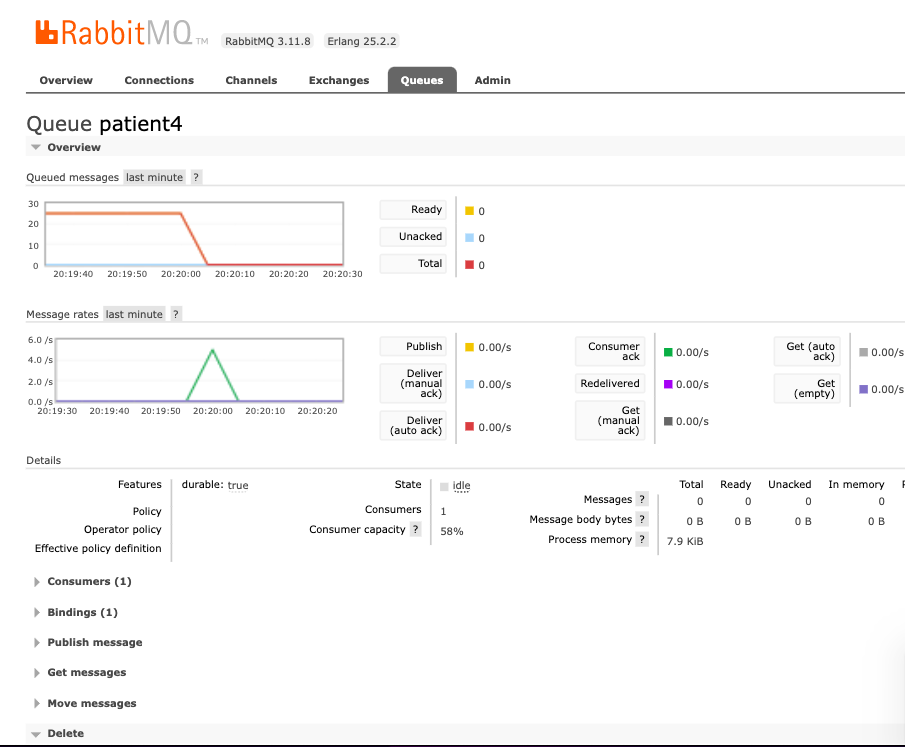 RabbitMQ TM RabbitMQ 3.11.8 Erlang 25.2.2
Overview Connections Channels Exchanges Queues Admin
Queue patient4
Overview
Queued messages last minute ?
30
20
10
0
20:19:40 20:19:50 20:20:00 20:20:10 20:20:20 20:20:30
Ready 0
Unacked 0
Total 0
Message rates last minute ?
6.0 /s
4.0 /s
2.0 /s
0.0 /s
20:19:30 20:19:40 20:19:50 20:20:00 20:20:10 20:20:20
Publish 0.00/s
Deliver
(manual
ack)
0.00/s
Deliver
(auto ack)
0.00/s
Consumer
ack
0.00/s
Redelivered 0.00/s
Get
(manual
ack)
0.00/s
Get (auto
ack)
0.00/s
Get
(empty)
0.00/s
Details
Features durable: true
Policy
Operator policy
Effective policy definition
State idle
Consumers 1
Consumer capacity ? 58%
Total Ready Unacked In memory P
Messages ? 0 0 0 0
Message body bytes ? 0 B 0 B 0 B 0 B
Process memory ? 7.9 KiB
Consumers (1)
Bindings (1)
Publish message
Get messages
Move messages
Delete